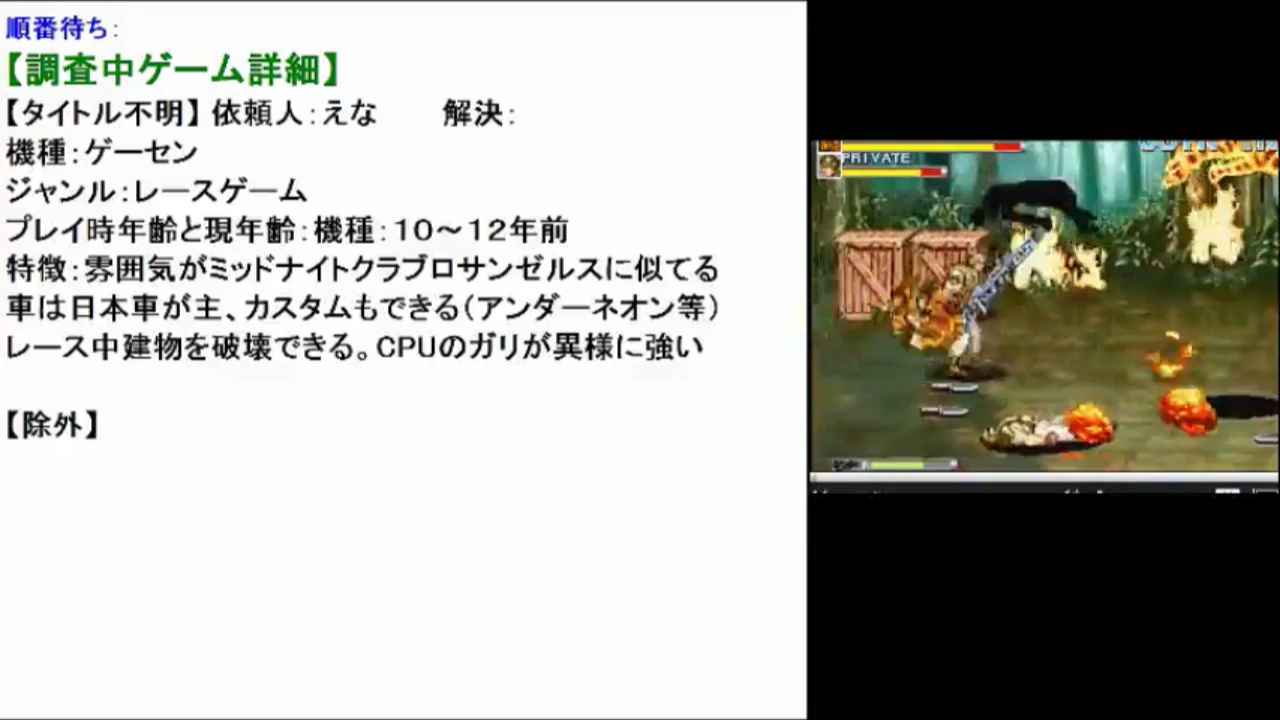 順番待ち:
【調査中ゲーム詳細】
【タイトル不明】 依頼人:えな 解決:
機種:ゲーセン
ジャンル:レースゲーム
プレイ時年齢と現年齢:機種:10～12年前
特徴:雰囲気がミッドナイトクラブロサンゼルスに似てる
車は日本車が主、カスタムもできる(アンダーネオン等)
レース中建物を破壊できる。CPUのガリが異様に強い
【除外】
PRIVATE